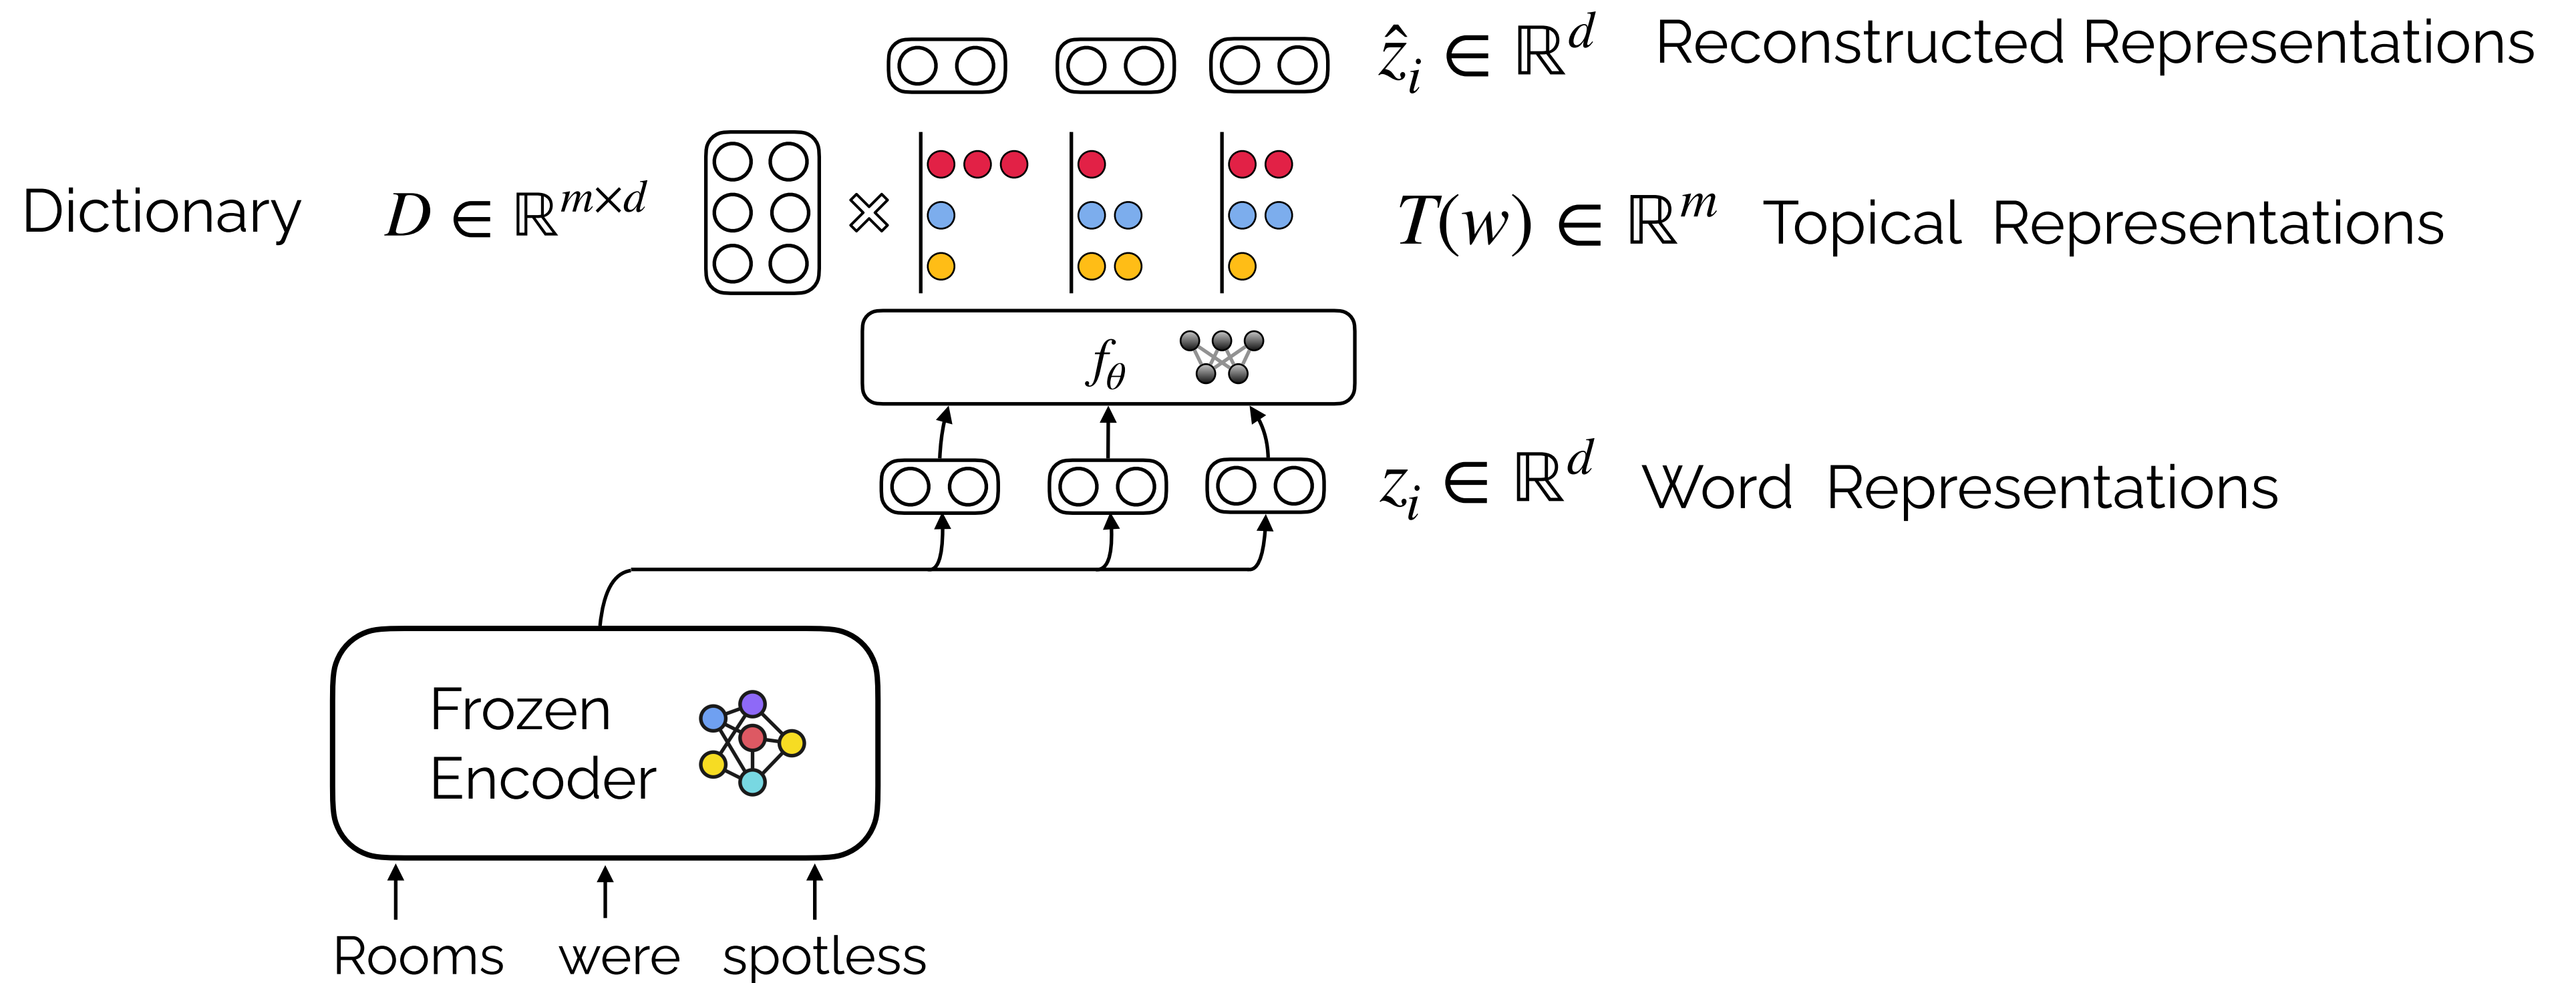 ẑᵢ ∈ ℝᵈ Reconstructed Representations
Dictionary D ∈ ℝᵐˣᵈ × T(w) ∈ ℝᵐ Topical Representations
f_θ
zᵢ ∈ ℝᵈ Word Representations
Frozen
Encoder
Rooms were spotless